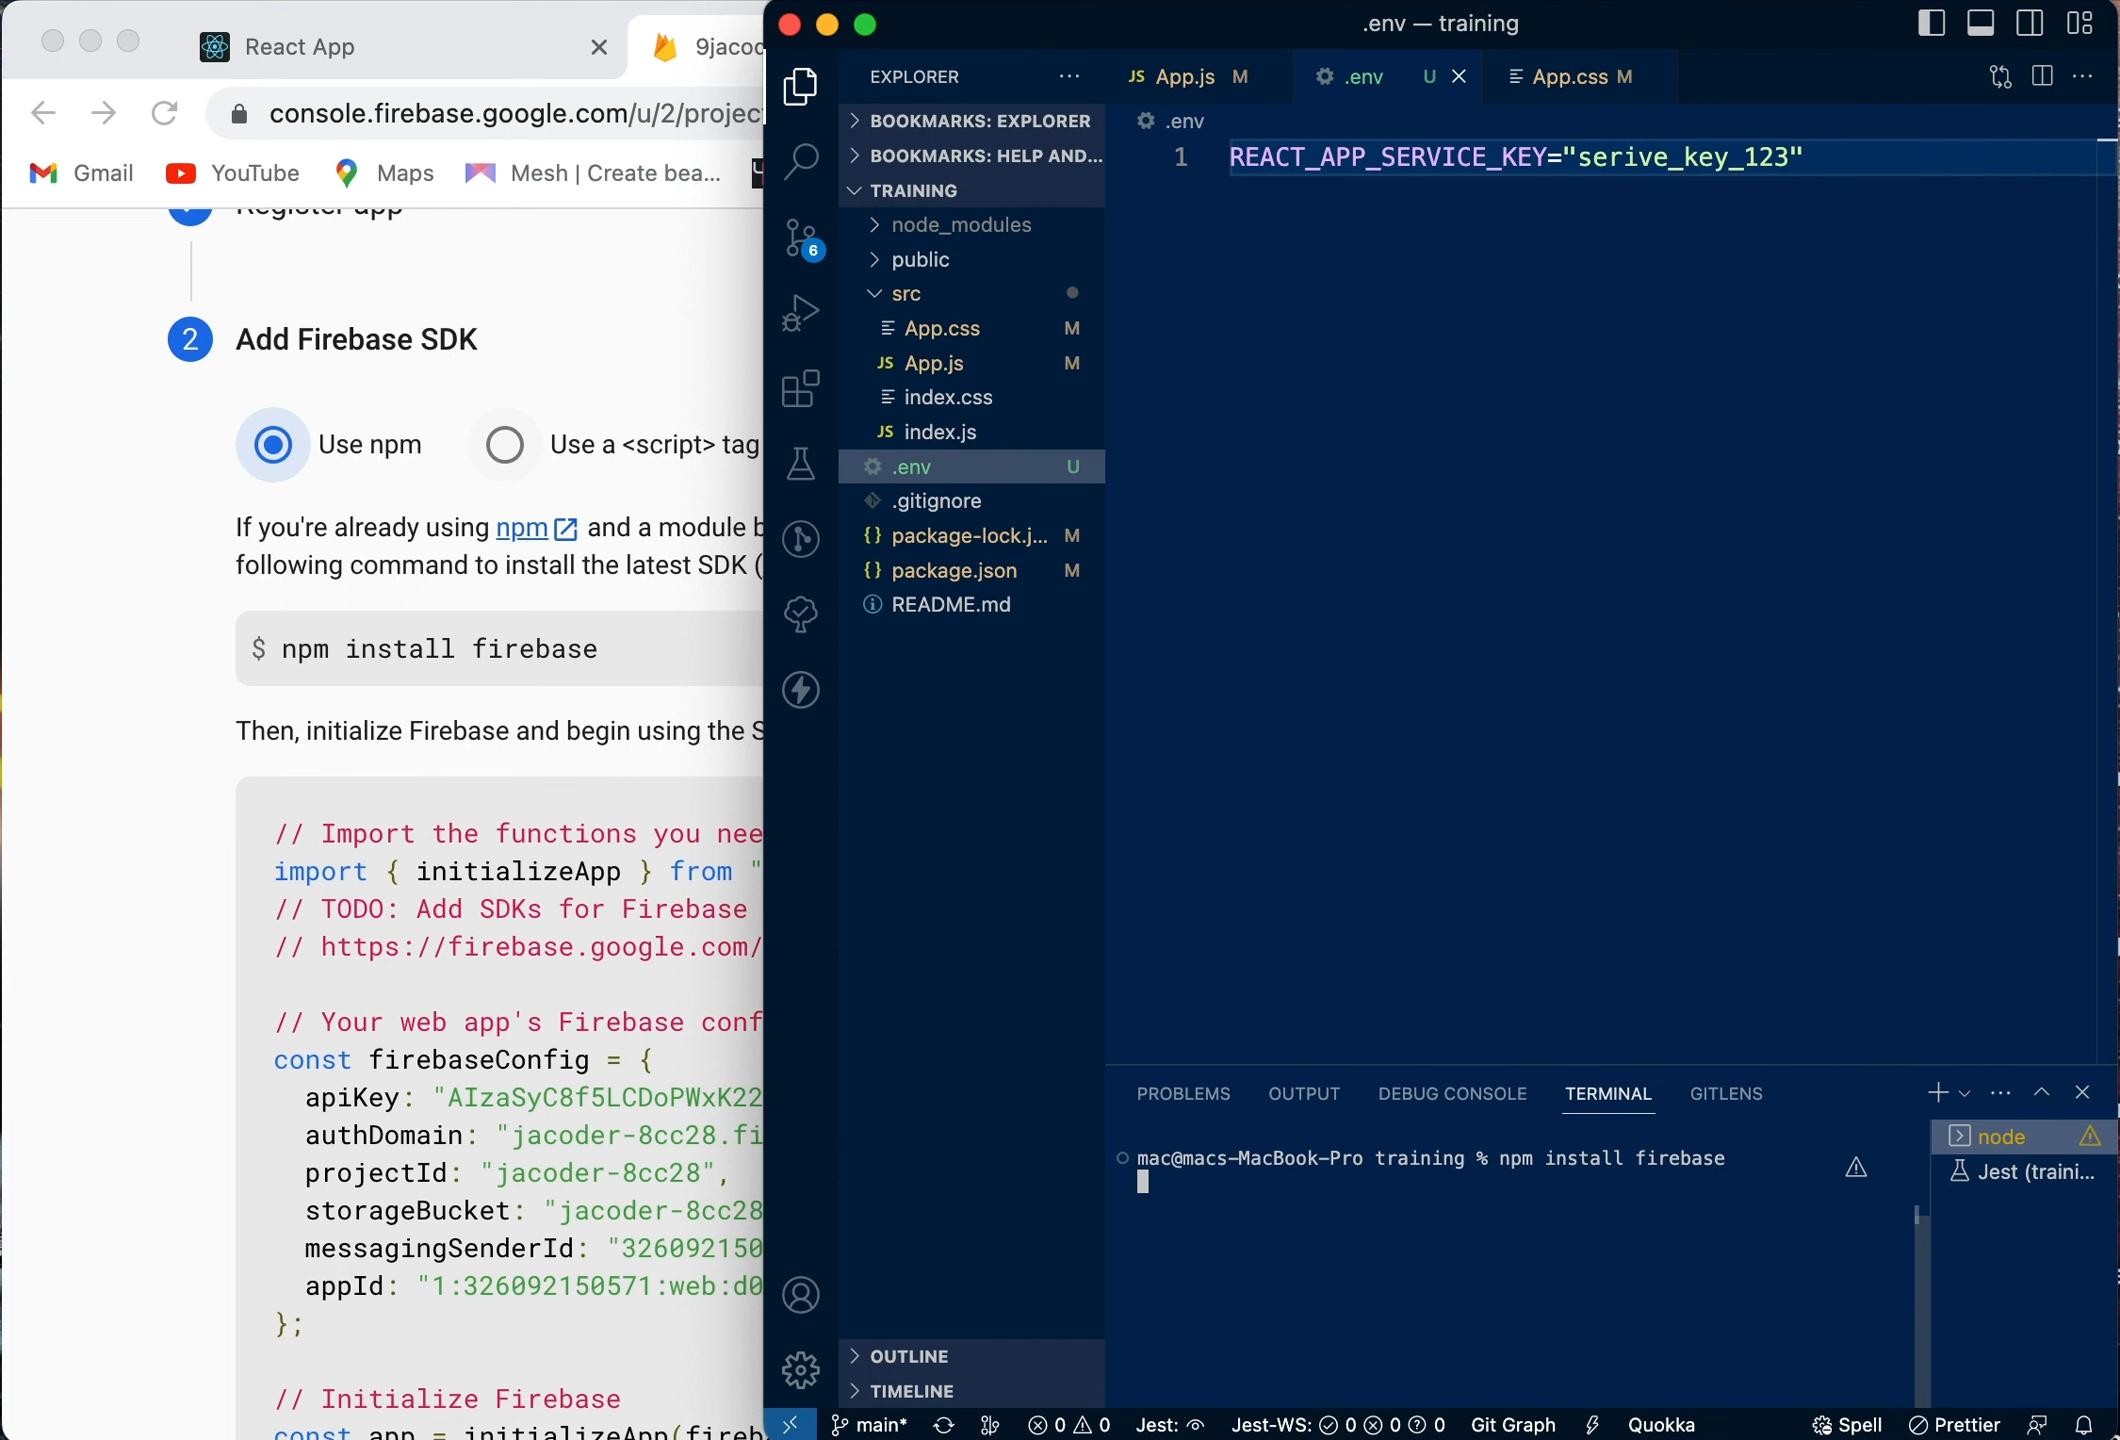 React App
9jacod
console.firebase.google.com/u/2/projec
Gmail
YouTube
Maps
Mesh | Create bea...
Register app
2
Add Firebase SDK
Use npm
Use a <script> tag
If you're already using npm and a module b
following command to install the latest SDK (
$ npm install firebase
Then, initialize Firebase and begin using the S
// Import the functions you nee
import { initializeApp } from "
// TODO: Add SDKs for Firebase
// https://firebase.google.com/
// Your web app's Firebase conf
const firebaseConfig = {
apiKey: "AIzaSyC8f5LCDoPWxK22
authDomain: "jacoder-8cc28.fi
projectId: "jacoder-8cc28",
storageBucket: "jacoder-8cc28
messagingSenderId: "326092150
appId: "1:326092150571:web:d0
};
// Initialize Firebase
const app = initializeApp(fireb
.env — training
EXPLORER
BOOKMARKS: EXPLORER
BOOKMARKS: HELP AND...
TRAINING
node_modules
public
src
App.css M
JS App.js M
index.css
JS index.js
.env U
.gitignore
{} package-lock.j... M
{} package.json M
README.md
6
OUTLINE
TIMELINE
JS App.js M
.env U
App.css M
.env
1 REACT_APP_SERVICE_KEY="serive_key_123"
PROBLEMS
OUTPUT
DEBUG CONSOLE
TERMINAL
GITLENS
mac@macs-MacBook-Pro training % npm install firebase
node
Jest (traini...
main*
0 0
Jest:
Jest-WS: 0 0 0
Git Graph
Quokka
Spell
Prettier